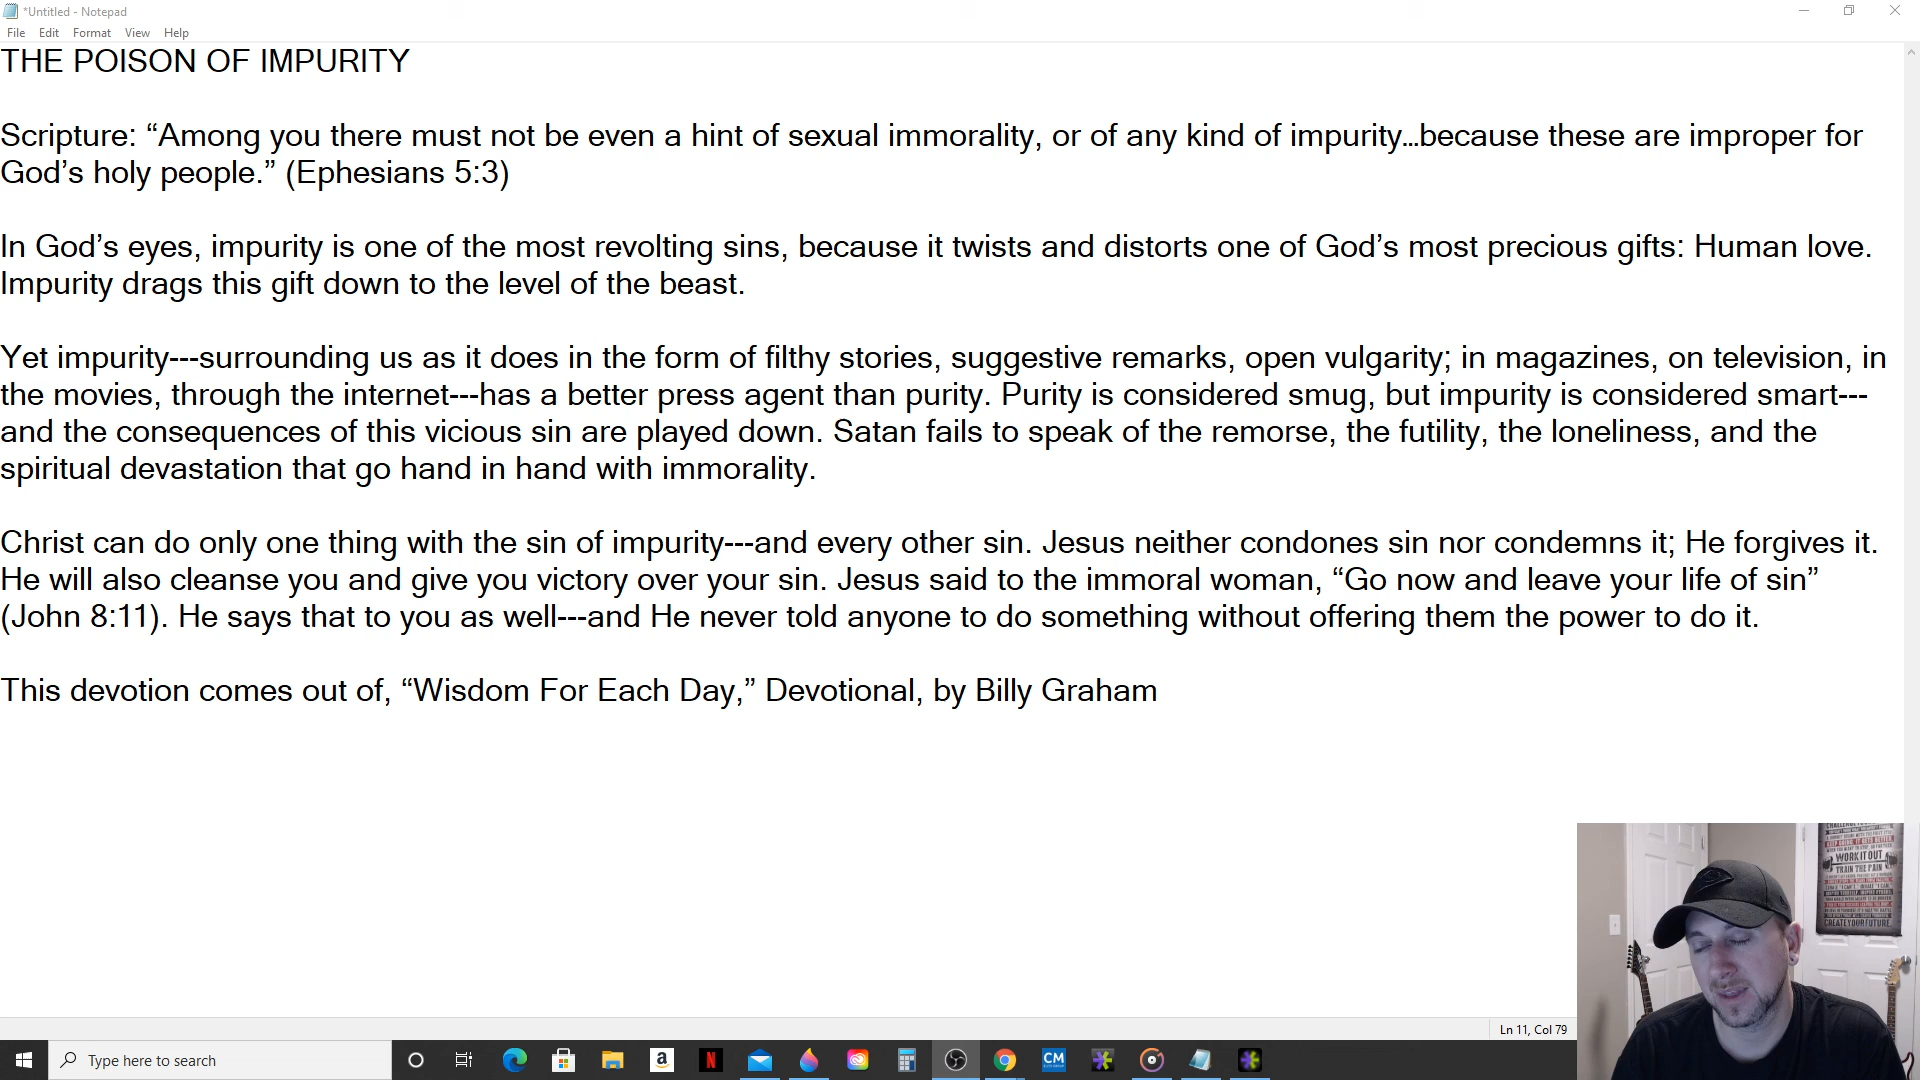 *Untitled - Notepad
File Edit Format View Help
THE POISON OF IMPURITY
Scripture: “Among you there must not be even a hint of sexual immorality, or of any kind of impurity…because these are improper for
God’s holy people.” (Ephesians 5:3)
In God’s eyes, impurity is one of the most revolting sins, because it twists and distorts one of God’s most precious gifts: Human love.
Impurity drags this gift down to the level of the beast.
Yet impurity---surrounding us as it does in the form of filthy stories, suggestive remarks, open vulgarity; in magazines, on television, in
the movies, through the internet---has a better press agent than purity. Purity is considered smug, but impurity is considered smart---
and the consequences of this vicious sin are played down. Satan fails to speak of the remorse, the futility, the loneliness, and the
spiritual devastation that go hand in hand with immorality.
Christ can do only one thing with the sin of impurity---and every other sin. Jesus neither condones sin nor condemns it; He forgives it.
He will also cleanse you and give you victory over your sin. Jesus said to the immoral woman, “Go now and leave your life of sin”
(John 8:11). He says that to you as well---and He never told anyone to do something without offering them the power to do it.
This devotion comes out of, “Wisdom For Each Day,” Devotional, by Billy Graham
WORK IT OUT
TRAIN THE PAIN
CREATE YOUR FUTURE.
Ln 11, Col 79
Type here to search
a
N
CM